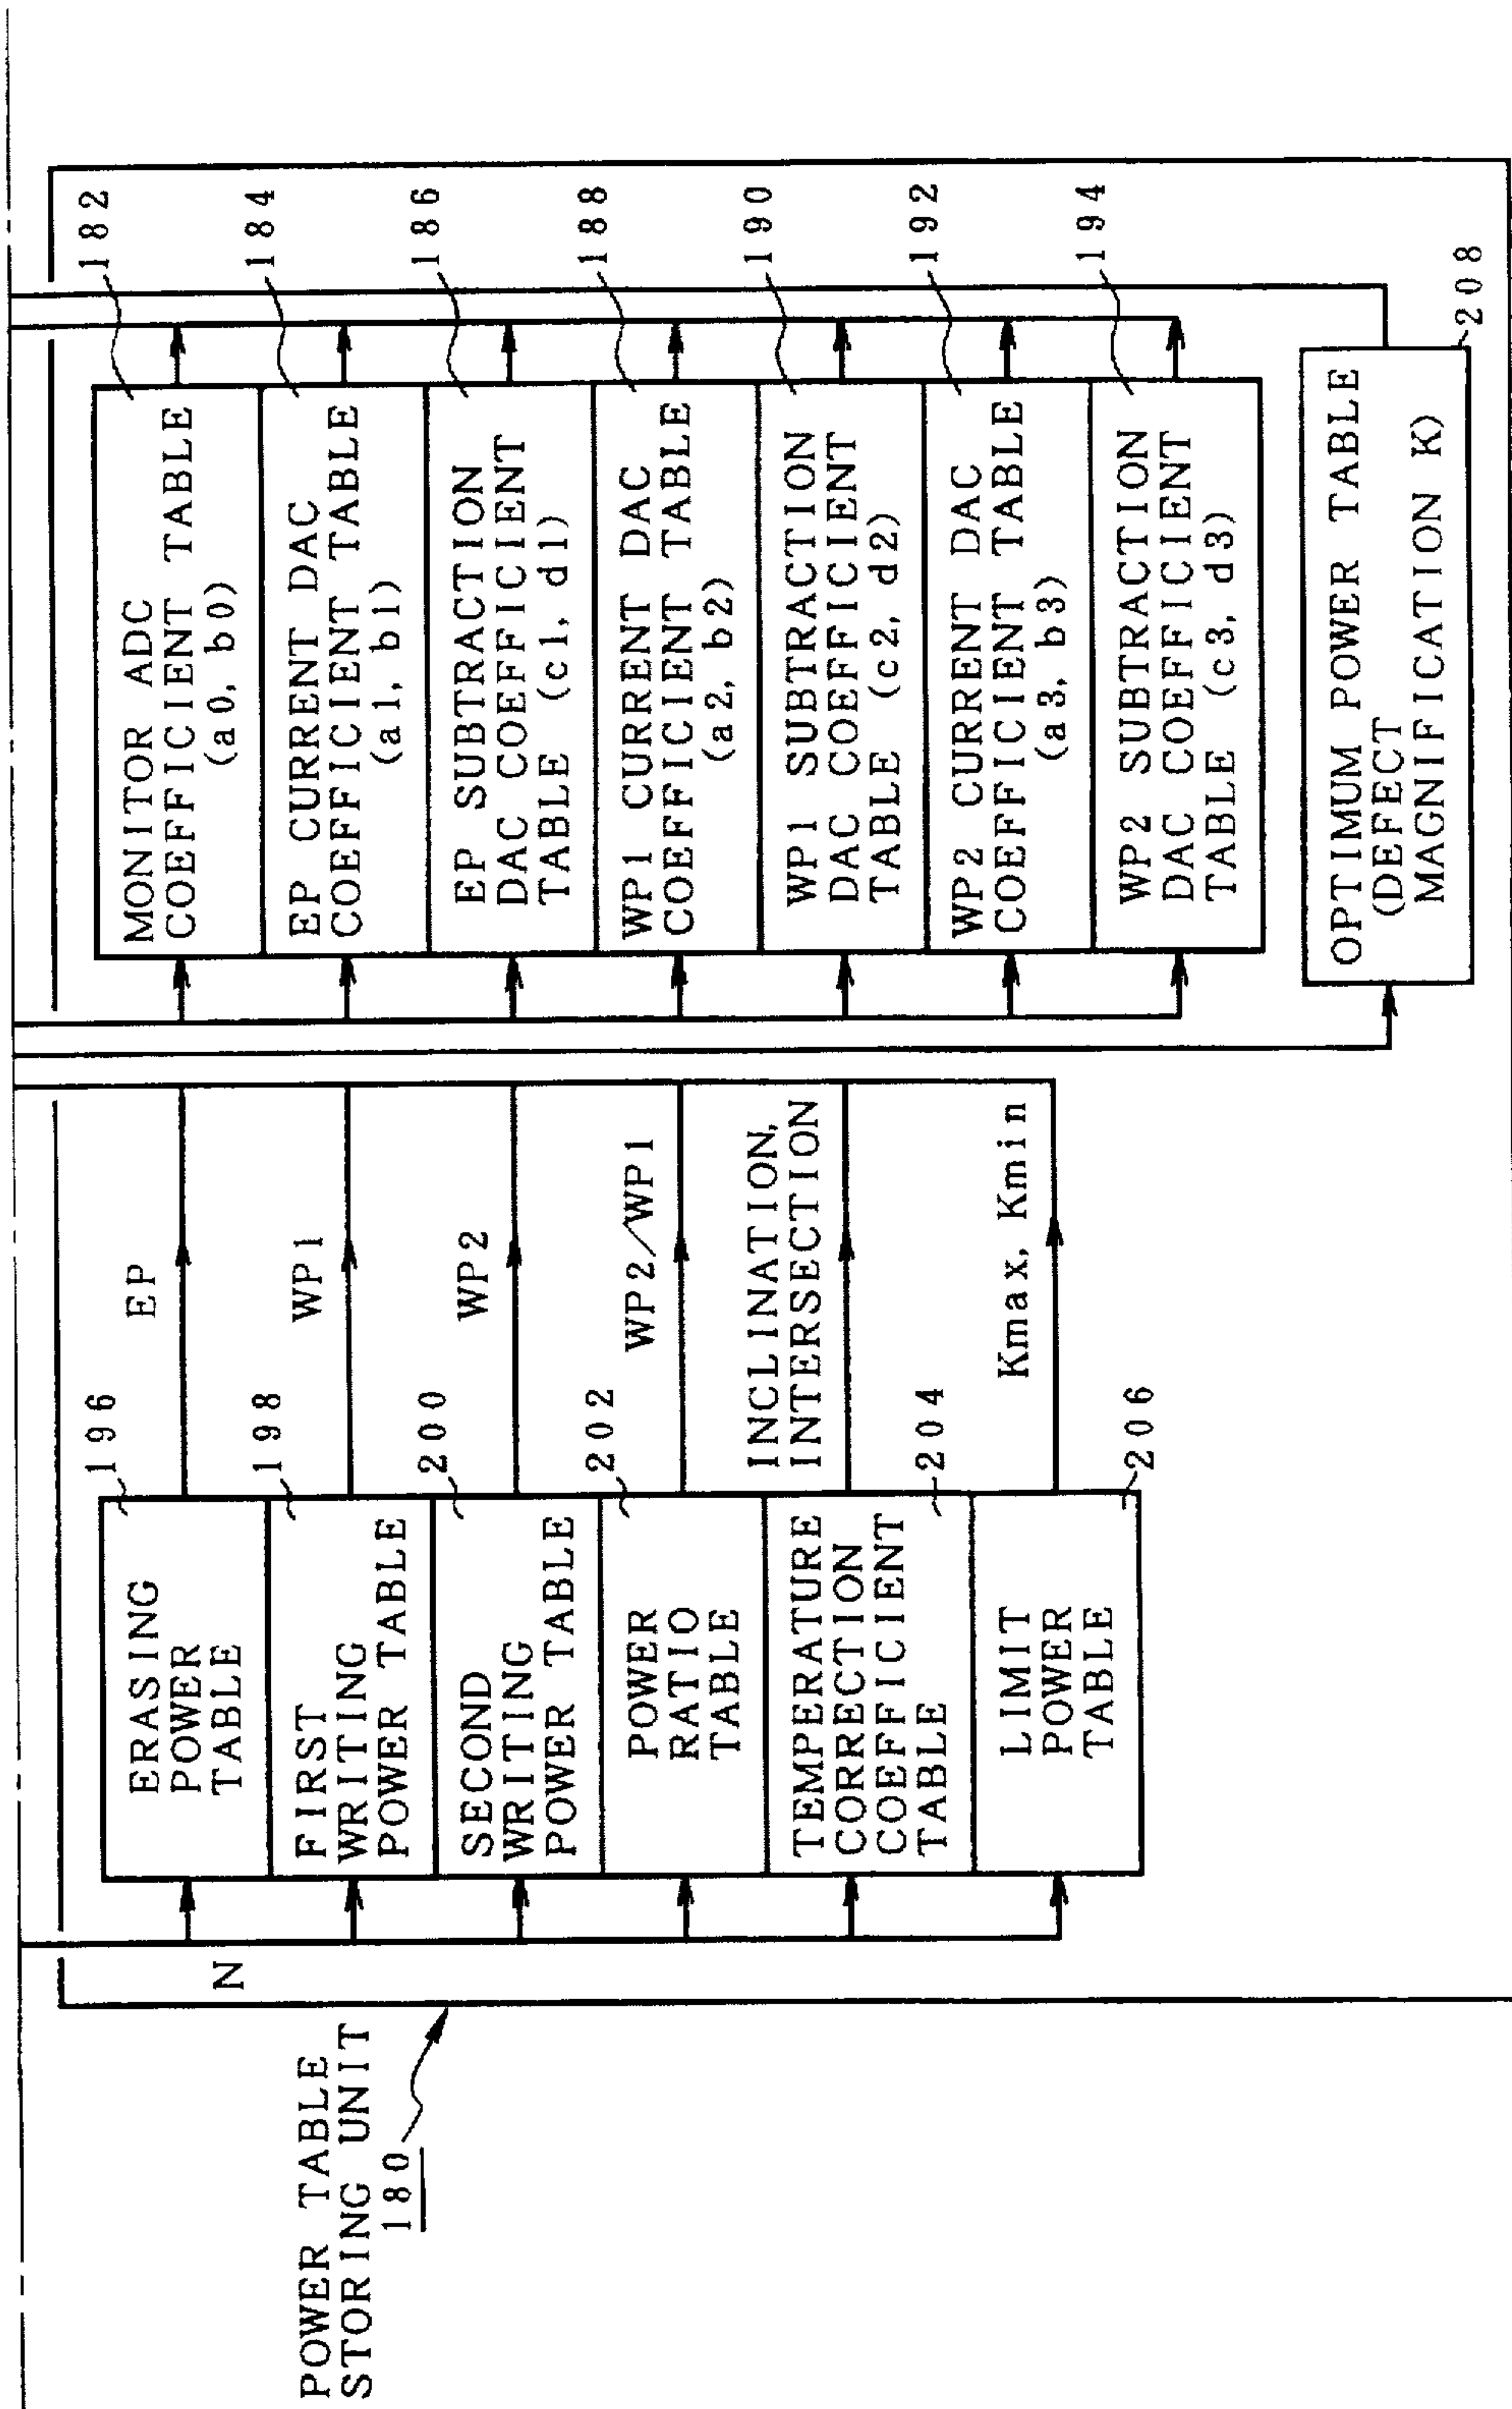 POWER TABLE
STORING UNIT
180
N
ERASING
POWER
TABLE
196
EP
FIRST
WRITING
POWER TABLE
198
WP1
SECOND
WRITING
POWER TABLE
200
WP2
POWER
RATIO
TABLE
202
WP2/WP1
TEMPERATURE
CORRECTION
COEFFICIENT
TABLE
204
INCLINATION,
INTERSECTION
LIMIT
POWER
TABLE
206
Kmax, Kmin
MONITOR ADC
COEFFICIENT TABLE
(a0, b0)
182
EP CURRENT DAC
COEFFICIENT TABLE
(a1, b1)
184
EP SUBTRACTION
DAC COEFFICIENT
TABLE (c1, d1)
186
WP1 CURRENT DAC
COEFFICIENT TABLE
(a2, b2)
188
WP1 SUBTRACTION
DAC COEFFICIENT
TABLE (c2, d2)
190
WP2 CURRENT DAC
COEFFICIENT TABLE
(a3, b3)
192
WP2 SUBTRACTION
DAC COEFFICIENT
TABLE (c3, d3)
194
OPTIMUM POWER TABLE
(DEFECT
MAGNIFICATION K)
208